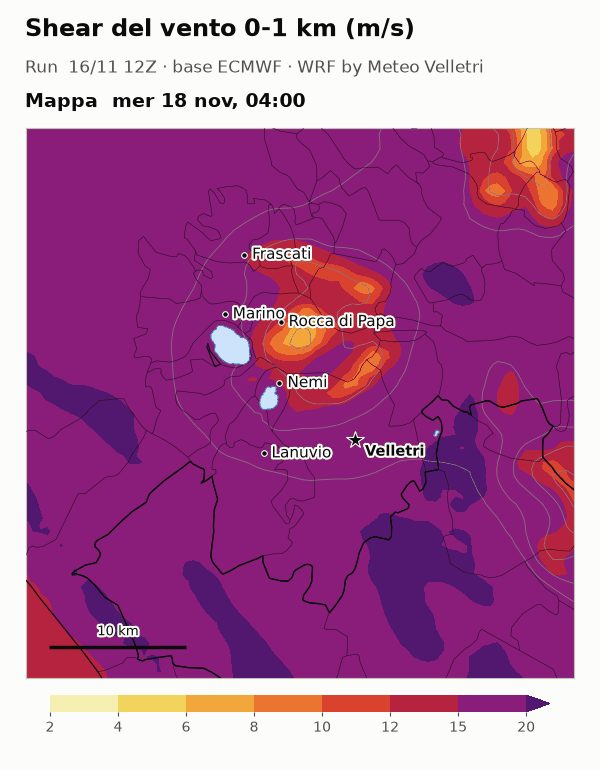 Shear del vento 0-1 km (m/s)
Run 16/11 12Z · base ECMWF · WRF by Meteo Velletri
Mappa mer 18 nov, 04:00
Frascati
Marino
Rocca di Papa
Nemi
Velletri
Lanuvio
10 km
2 4 6 8 10 12 15 20